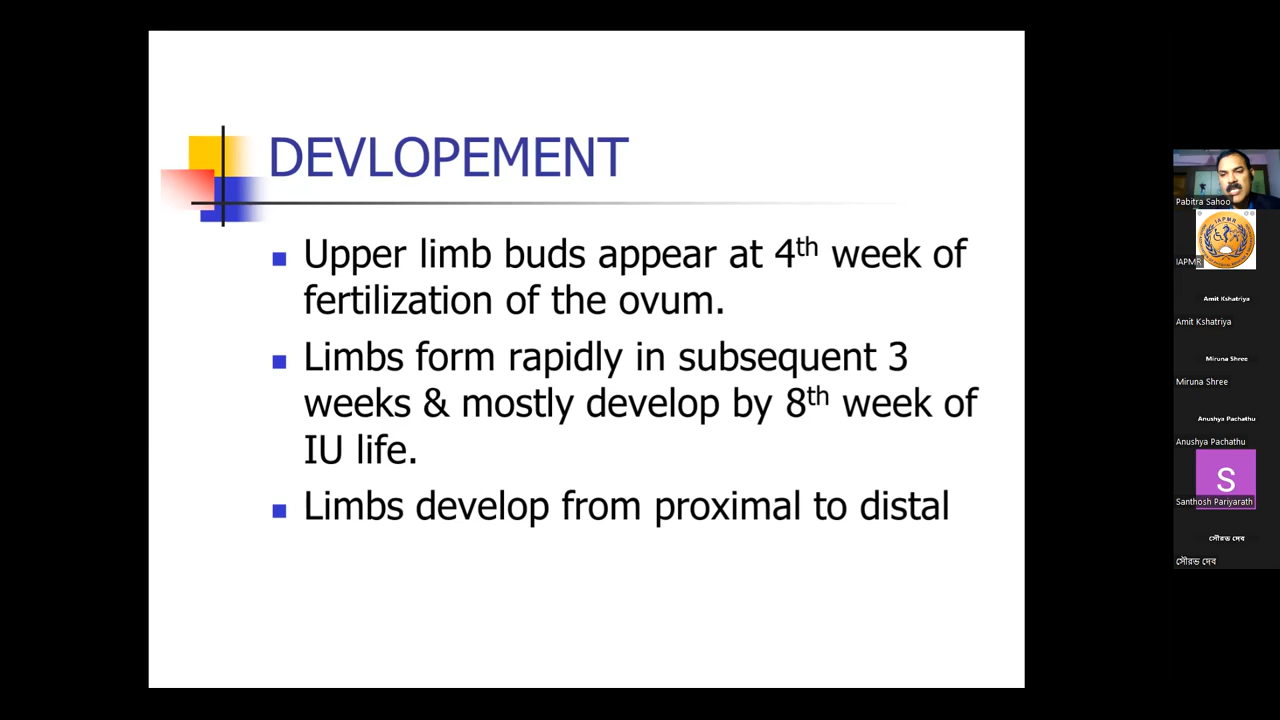 DEVLOPEMENT
Upper limb buds appear at 4th week of
fertilization of the ovum.
Limbs form rapidly in subsequent 3
weeks & mostly develop by 8th week of
IU life.
Limbs develop from proximal to distal
Pabitra Sahoo
IAPMR
IAPMR
Amit Kshatriya
Amit Kshatriya
Miruna Shree
Miruna Shree
Anushya Pachathu
Anushya Pachathu
S
Santhosh Pariyarath
সৌরভ দেব
সৌরভ দেব